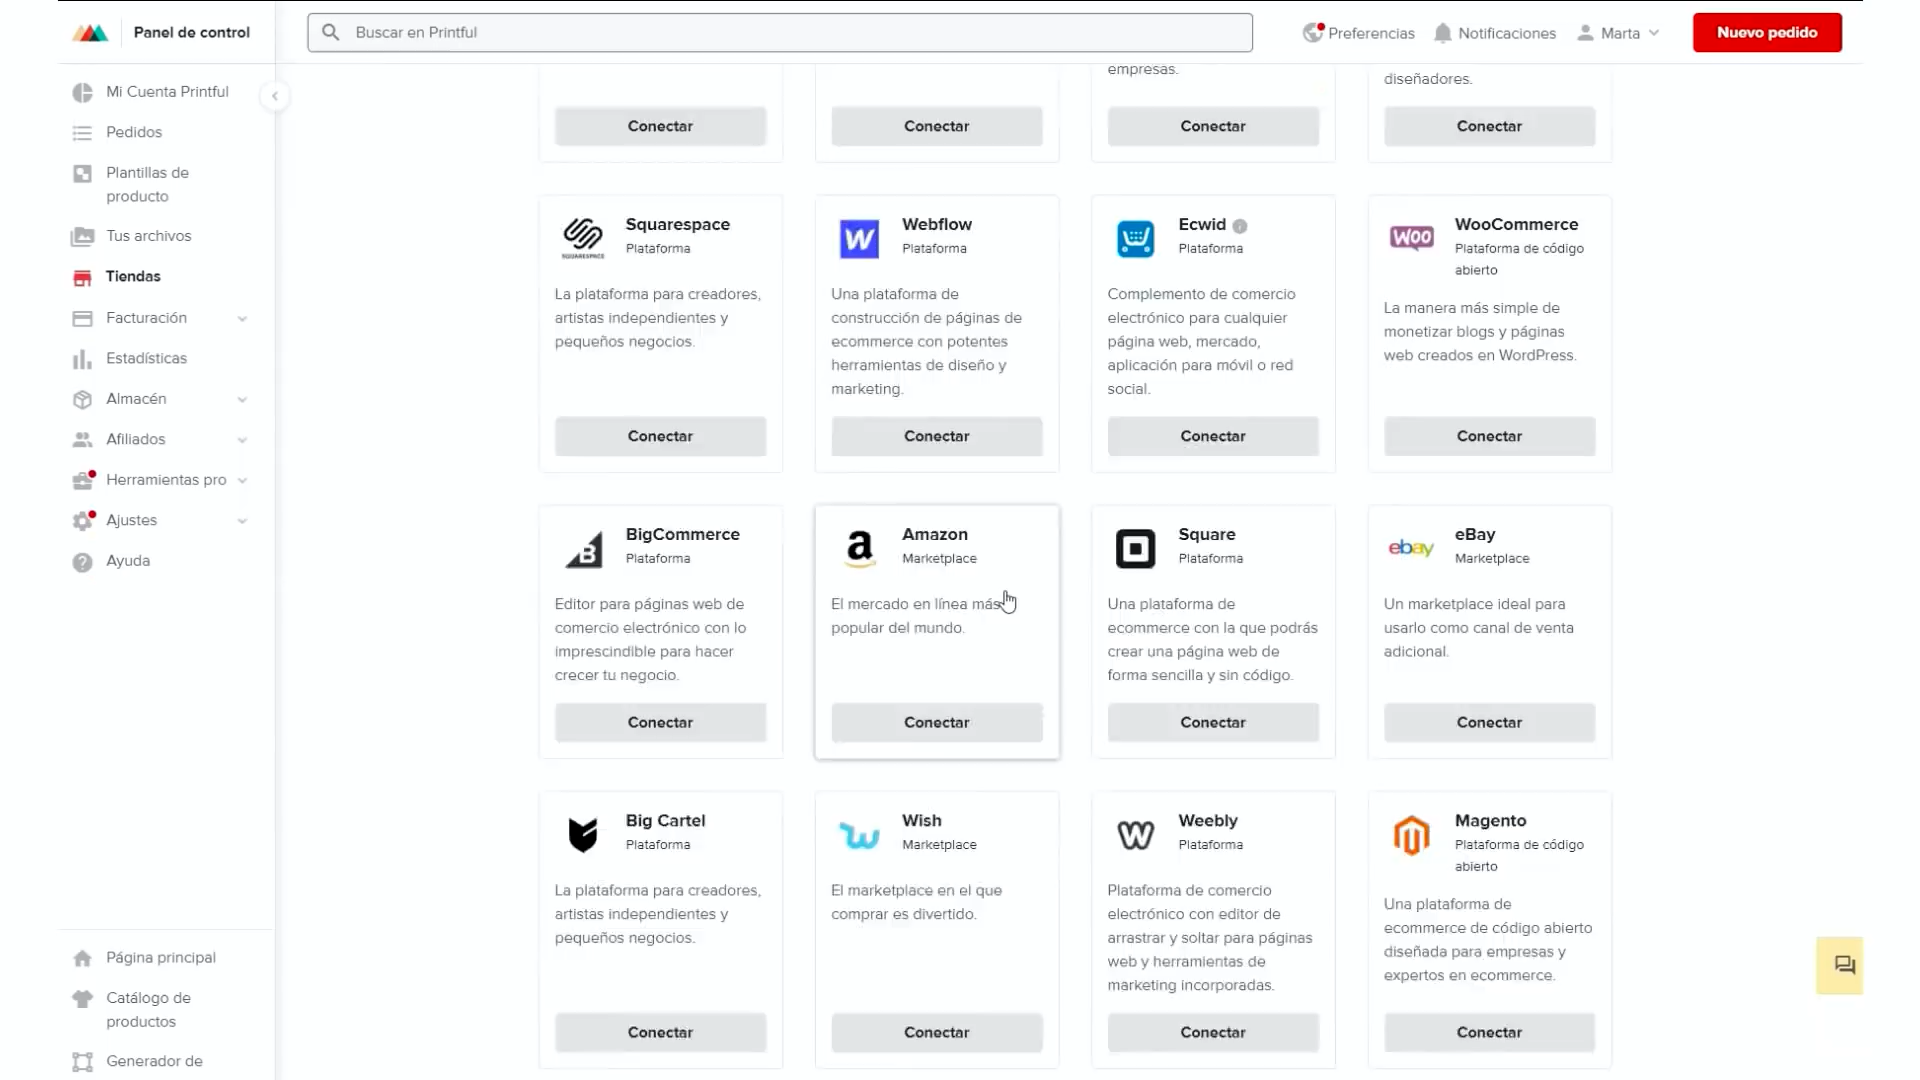 Panel de control
Buscar en Printful
Preferencias
Notificaciones
Marta
Nuevo pedido
Mi Cuenta Printful
Pedidos
Plantillas de
producto
Tus archivos
Tiendas
Facturación
Estadísticas
Almacén
Afiliados
Herramientas pro
Ajustes
Ayuda
Página principal
Catálogo de
productos
Generador de
empresas.
diseñadores.
Conectar
Conectar
Conectar
Conectar
Squarespace
Plataforma
SQUARESPACE
La plataforma para creadores,
artistas independientes y
pequeños negocios.
Conectar
Webflow
Plataforma
W
Una plataforma de
construcción de páginas de
ecommerce con potentes
herramientas de diseño y
marketing.
Conectar
Ecwid
Plataforma
Complemento de comercio
electrónico para cualquier
página web, mercado,
aplicación para móvil o red
social.
Conectar
WOO
WooCommerce
Plataforma de código
abierto
La manera más simple de
monetizar blogs y páginas
web creados en WordPress.
Conectar
B
BigCommerce
Plataforma
Editor para páginas web de
comercio electrónico con lo
imprescindible para hacer
crecer tu negocio.
Conectar
a
Amazon
Marketplace
El mercado en línea más
popular del mundo.
Conectar
Square
Plataforma
Una plataforma de
ecommerce con la que podrás
crear una página web de
forma sencilla y sin código.
Conectar
ebay
eBay
Marketplace
Un marketplace ideal para
usarlo como canal de venta
adicional.
Conectar
Big Cartel
Plataforma
La plataforma para creadores,
artistas independientes y
pequeños negocios.
Conectar
Wish
Marketplace
El marketplace en el que
comprar es divertido.
Conectar
Weebly
Plataforma
Plataforma de comercio
electrónico con editor de
arrastrar y soltar para páginas
web y herramientas de
marketing incorporadas.
Conectar
Magento
Plataforma de código
abierto
Una plataforma de
ecommerce de código abierto
diseñada para empresas y
expertos en ecommerce.
Conectar